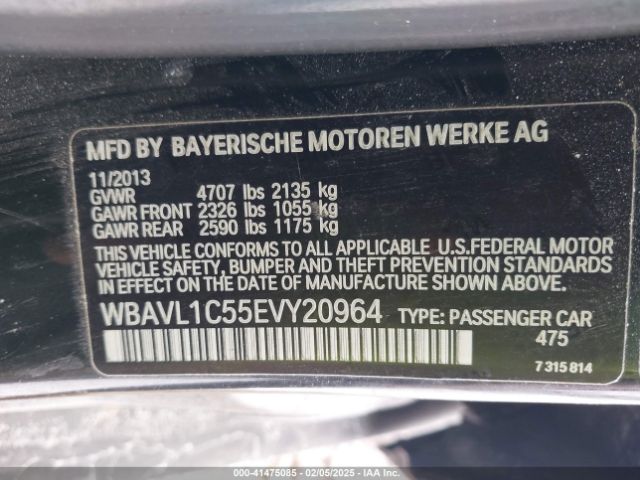 MFD BY BAYERISCHE MOTOREN WERKE AG
11/2013
GVWR 4707 lbs 2135 kg
GAWR FRONT 2326 lbs 1055 kg
GAWR REAR 2590 lbs 1175 kg
THIS VEHICLE CONFORMS TO ALL APPLICABLE U.S.FEDERAL MOTOR
VEHICLE SAFETY, BUMPER AND THEFT PREVENTION STANDARDS
IN EFFECT ON THE DATE OF MANUFACTURE SHOWN ABOVE.
WBAVL1C55EVY20964 TYPE: PASSENGER CAR
475
7315814
000-41475085 - 02/05/2025 - IAA Inc.